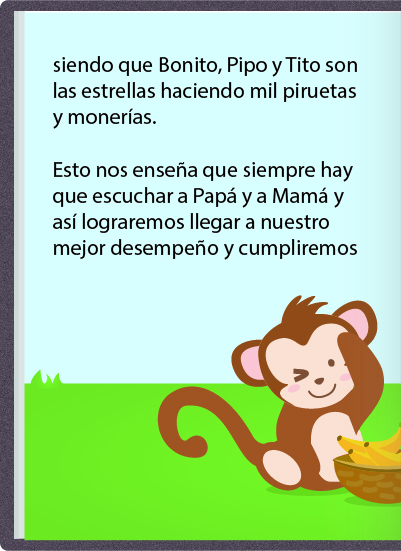 siendo que Bonito, Pipo y Tito son
las estrellas haciendo mil piruetas
y monerías.
Esto nos enseña que siempre hay
que escuchar a Papá y a Mamá y
así lograremos llegar a nuestro
mejor desempeño y cumpliremos